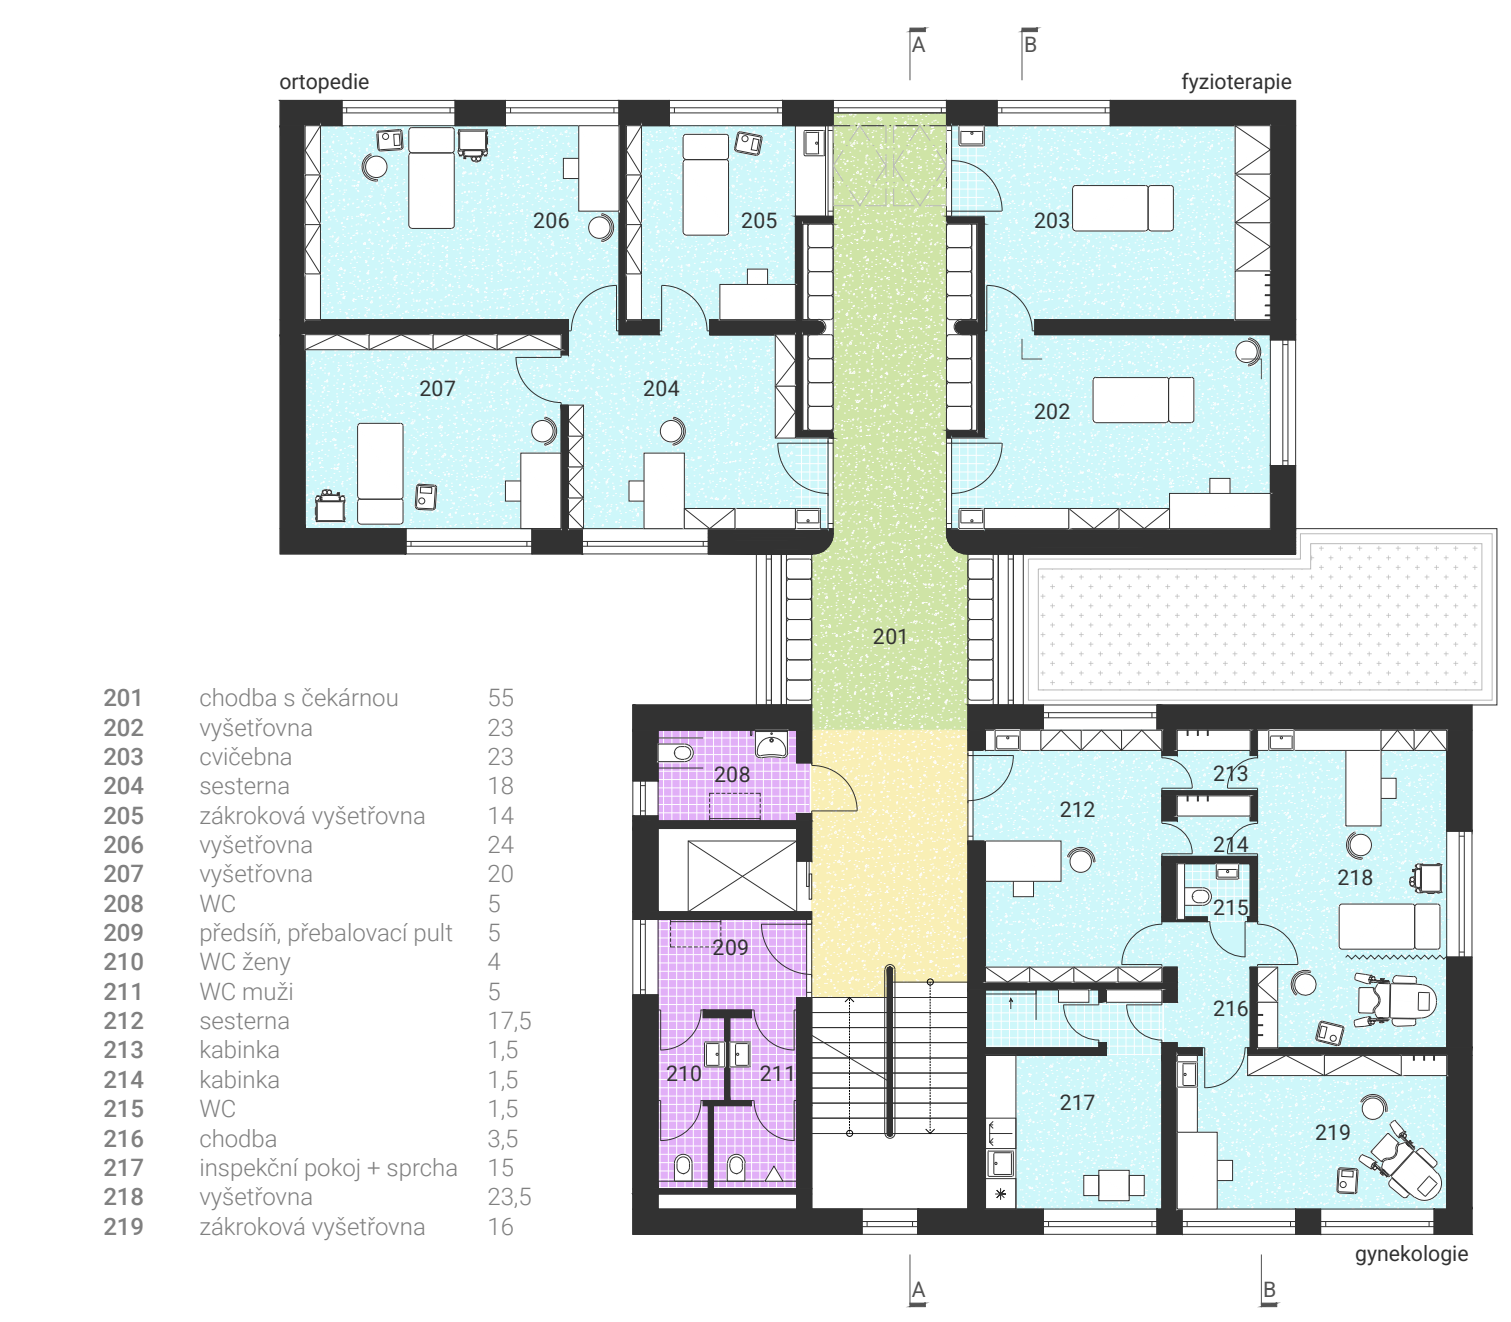 A
B
ortopedie
fyzioterapie
206
205
203
207
204
202
201
201 chodba s čekárnou 55
202 vyšetřovna 23
203 cvičebna 23
204 sesterna 18
205 zákroková vyšetřovna 14
206 vyšetřovna 24
207 vyšetřovna 20
208 WC 5
209 předsíň, přebalovací pult 5
210 WC ženy 4
211 WC muži 5
212 sesterna 17,5
213 kabinka 1,5
214 kabinka 1,5
215 WC 1,5
216 chodba 3,5
217 inspekční pokoj + sprcha 15
218 vyšetřovna 23,5
219 zákroková vyšetřovna 16
208
213
212
214
218
215
209
216
210
211
217
219
gynekologie
A
B